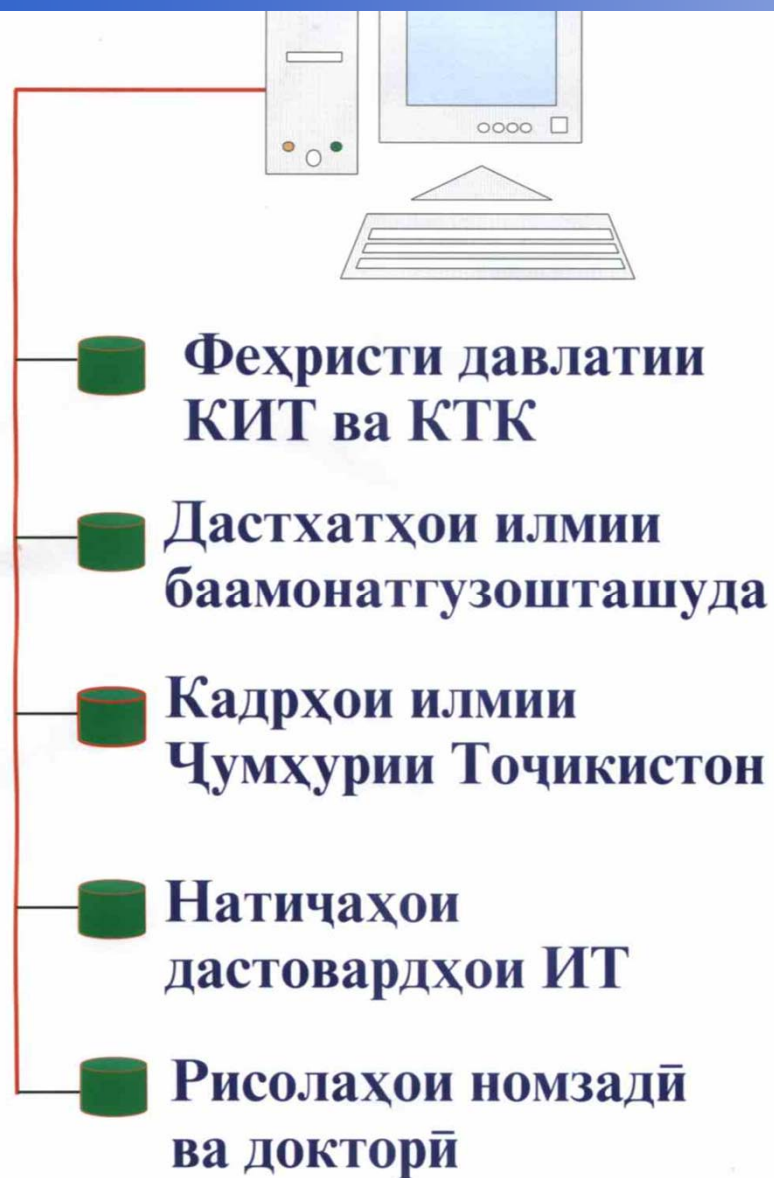 Феҳристи давлатии
КИТ ва КТК
Дастхатҳои илмии
баамонатгузошташуда
Кадрҳои илмии
Ҷумҳурии Тоҷикистон
Натиҷаҳои
дастовардҳои ИТ
Рисолаҳои номзадӣ
ва докторӣ